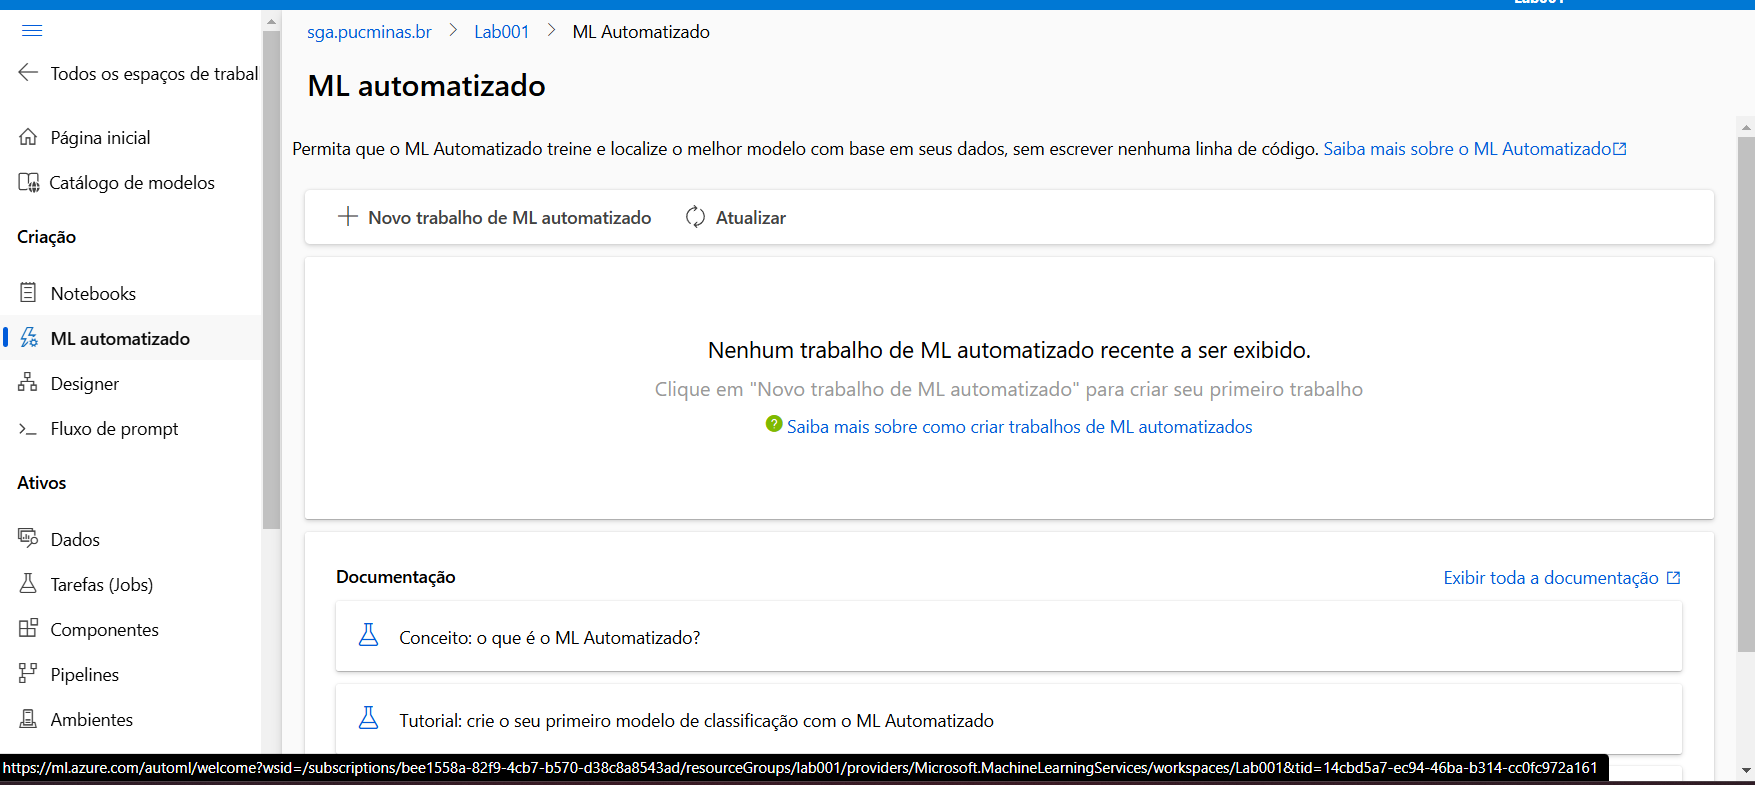 sga.pucminas.br > Lab001 > ML Automatizado
Todos os espaços de trabal
ML automatizado
Página inicial
Catálogo de modelos
Criação
Notebooks
ML automatizado
Designer
Fluxo de prompt
Ativos
Dados
Tarefas (Jobs)
Componentes
Pipelines
Ambientes
Permita que o ML Automatizado treine e localize o melhor modelo com base em seus dados, sem escrever nenhuma linha de código. Saiba mais sobre o ML Automatizado
Novo trabalho de ML automatizado Atualizar
Nenhum trabalho de ML automatizado recente a ser exibido.
Clique em "Novo trabalho de ML automatizado" para criar seu primeiro trabalho
Saiba mais sobre como criar trabalhos de ML automatizados
Documentação Exibir toda a documentação
Conceito: o que é o ML Automatizado?
Tutorial: crie o seu primeiro modelo de classificação com o ML Automatizado
https://ml.azure.com/automl/welcome?wsid=/subscriptions/bee1558a-82f9-4cb7-b570-d38c8a8543ad/resourceGroups/lab001/providers/Microsoft.MachineLearningServices/workspaces/Lab001&tid=14cbd5a7-ec94-46ba-b314-cc0fc972a161